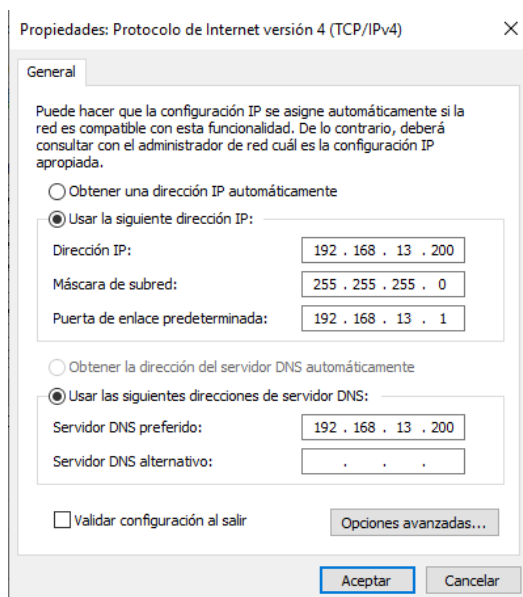 Propiedades: Protocolo de Internet versión 4 (TCP/IPv4)
General
Puede hacer que la configuración IP se asigne automáticamente si la
red es compatible con esta funcionalidad. De lo contrario, deberá
consultar con el administrador de red cuál es la configuración IP
apropiada.
Obtener una dirección IP automáticamente
Usar la siguiente dirección IP:
Dirección IP: 192 . 168 . 13 . 200
Máscara de subred: 255 . 255 . 255 . 0
Puerta de enlace predeterminada: 192 . 168 . 13 . 1
Obtener la dirección del servidor DNS automáticamente
Usar las siguientes direcciones de servidor DNS:
Servidor DNS preferido: 192 . 168 . 13 . 200
Servidor DNS alternativo: . . .
Validar configuración al salir Opciones avanzadas...
Aceptar Cancelar